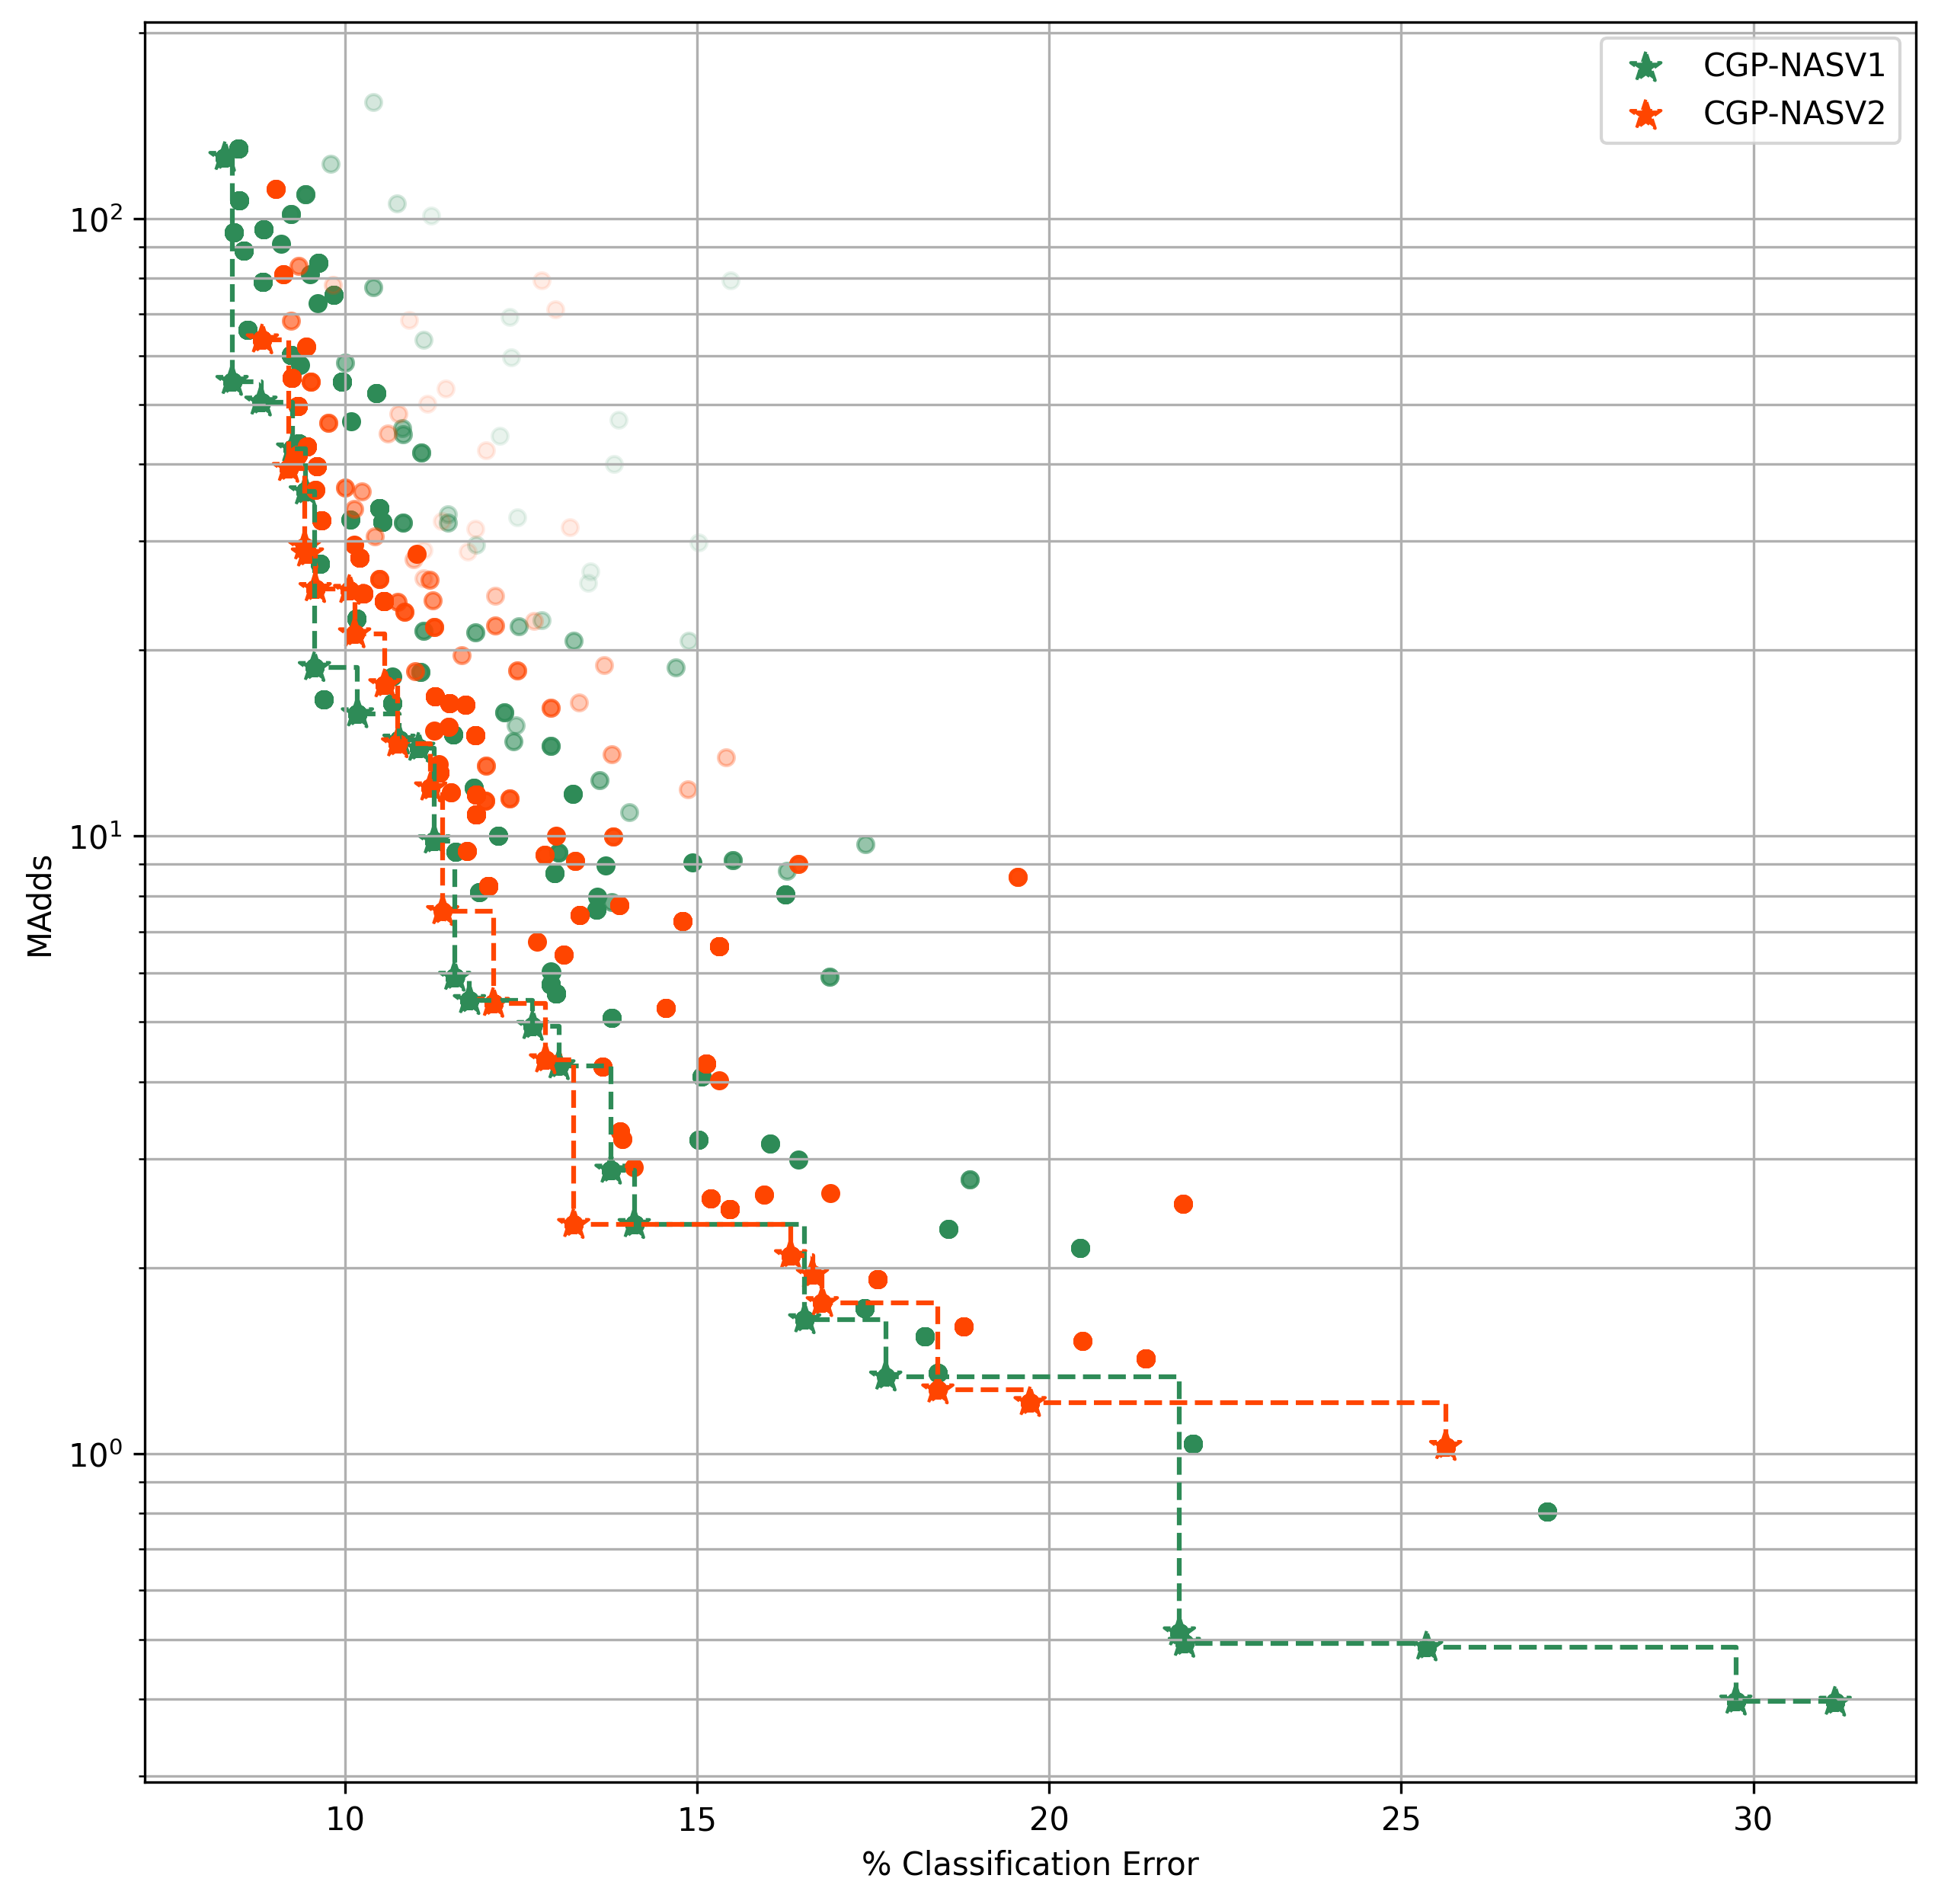 CGP-NASV1
CGP-NASV2
10²
10¹
10⁰
MAdds
10 15 20 25 30
% Classification Error